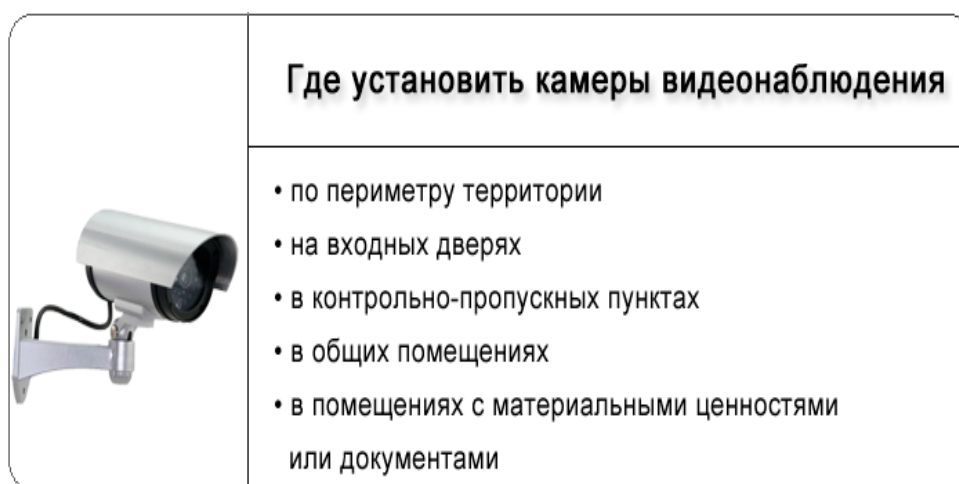 Где установить камеры видеонаблюдения
• по периметру территории
• на входных дверях
• в контрольно-пропускных пунктах
• в общих помещениях
• в помещениях с материальными ценностями
или документами